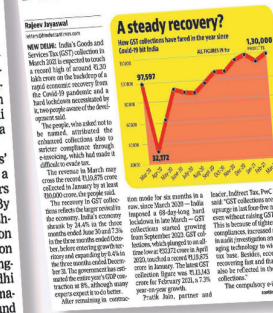 Rajeev Jayaswal
letters@hindustantimes.com
NEW DELHI: India's Goods and
Services Tax (GST) collection in
March 2021 is expected to touch
a record high of around ₹1.30
lakh crore on the backdrop of a
rapid economic recovery from
the Covid-19 pandemic and a
hard lockdown necessitated by
it, two people aware of the devel-
opment said.
The people, who asked not to
be named, attributed the
enhanced collections also to
stricter compliance through
e-invoicing, which had made it
difficult to evade tax.
The revenue in March may
cross the record ₹1,19,875 crore
collected in January by at least
₹10,000 crore, the people said.
The recovery in GST collec-
tions reflects the larger revival in
the economy. India's economy
shrank by 24.4% in the three
months ended June 30 and 7.3%
in the three months ended Octo-
ber, before entering growth ter-
ritory and expanding by 0.4% in
the three months ended Decem-
ber 31. The government has esti-
mated the entire year's GDP con-
traction at 8%, although many
experts expect it to do better.
After remaining in contrac-
A steady recovery?
How GST collections have fared in the year since
Covid-19 hit India
ALL FIGURES IN ₹cr
1,30,000
97,597
32,172
tion mode for six months in a
row, since March 2020 — India
imposed a 68-day-long hard
lockdown in late March — GST
collections started growing
from September 2020. GST col-
lections, which plunged to an all-
time low at ₹32,172 crore in April
2020, touched a record ₹1,19,875
crore in January. The latest GST
collection figure was ₹1,13,143
crore for February 2021, a 7.3%
year-on-year growth.
Pratik Jain, partner and
leader, Indirect Tax, PwC
said: "GST collections are
upsurge in last four-five m
even without raising GST
This is because of tighte
compliances, increased
in audit/investigation an
aging technology to wi
tax base. Besides, econ
recovering fast and tha
also be reflected in the
collections."
The compulsory e-